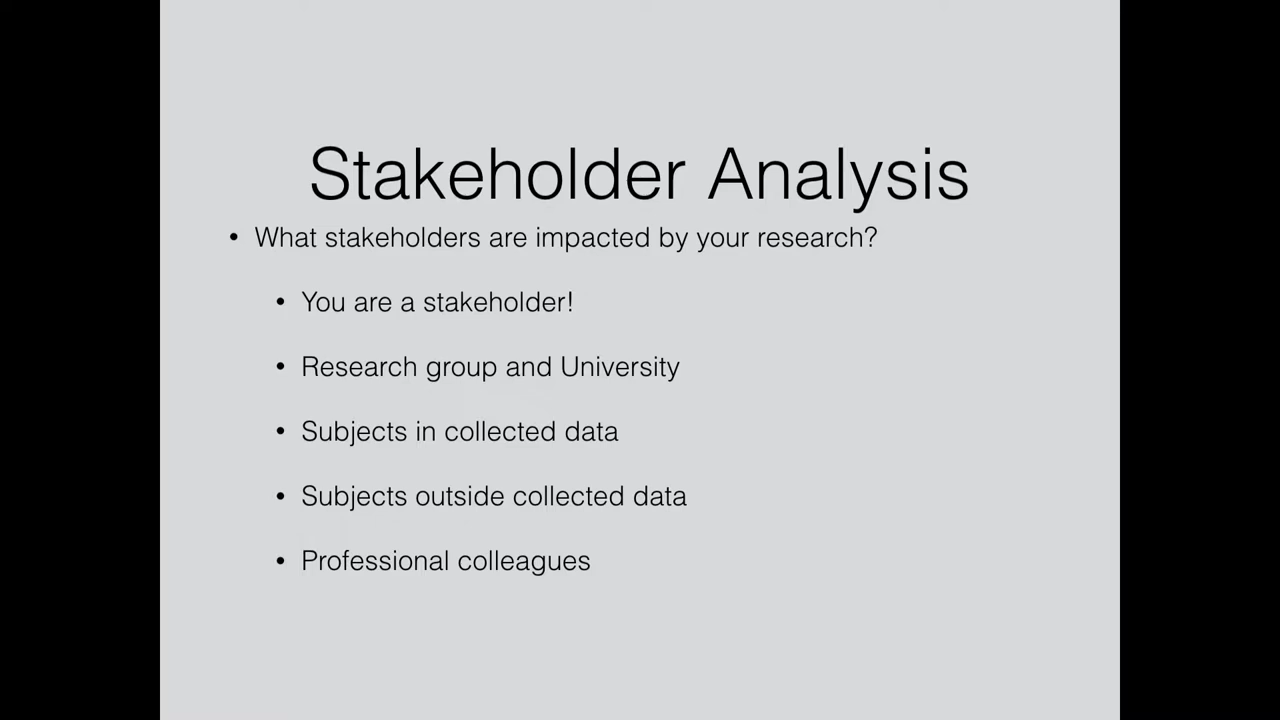 Stakeholder Analysis
• What stakeholders are impacted by your research?
• You are a stakeholder!
• Research group and University
• Subjects in collected data
• Subjects outside collected data
• Professional colleagues